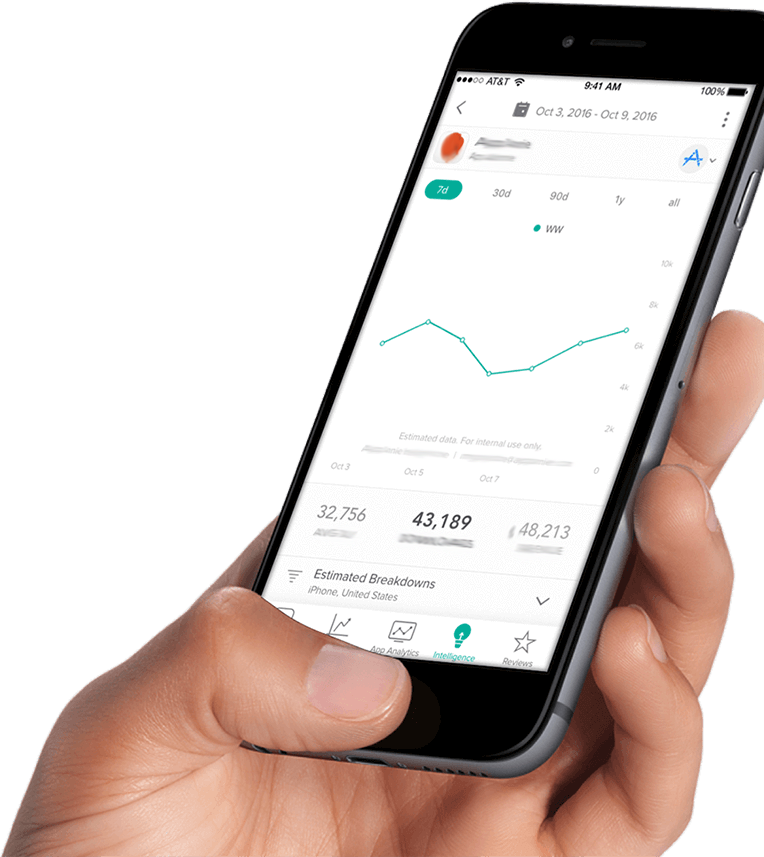 AT&T 9:41 AM 100%
Oct 3, 2016 - Oct 9, 2016
7d 30d 90d 1y all
WW
10k
8k
6k
4k
2k
0
Estimated data. For internal use only.
Oct 3 Oct 5 Oct 7
32,756 43,189 48,213
Estimated Breakdowns
iPhone, United States
App Analytics Intelligence Reviews